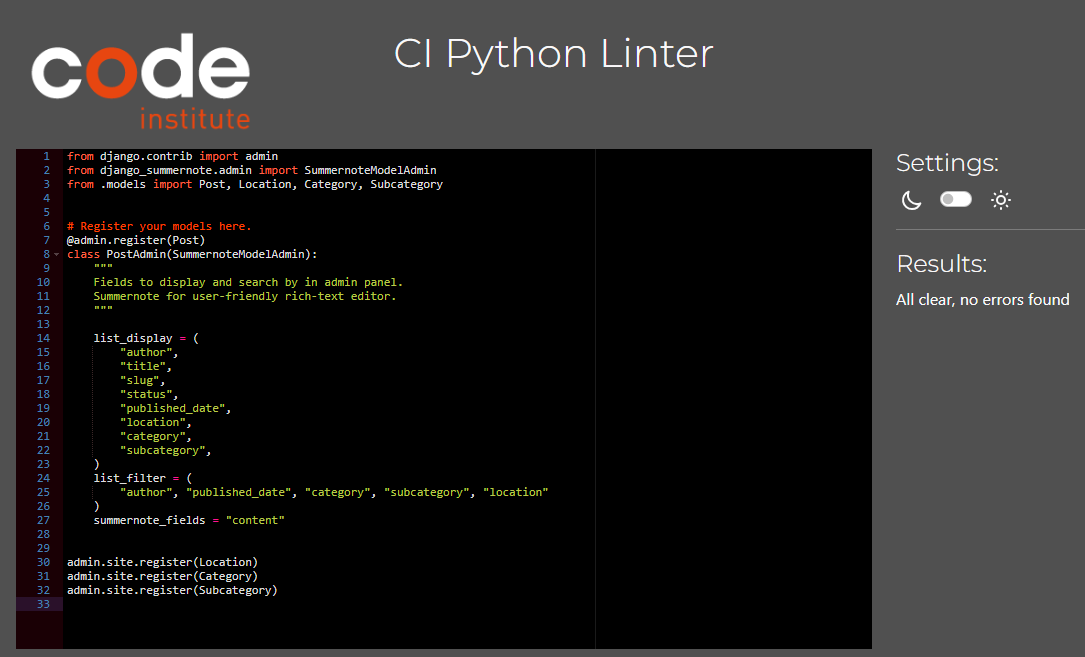 code
institute
CI Python Linter
1 from django.contrib import admin
2 from django_summernote.admin import SummernoteModelAdmin
3 from .models import Post, Location, Category, Subcategory
4
5
6 # Register your models here.
7 @admin.register(Post)
8 class PostAdmin(SummernoteModelAdmin):
9     """
10     Fields to display and search by in admin panel.
11     Summernote for user-friendly rich-text editor.
12     """
13
14     list_display = (
15         "author",
16         "title",
17         "slug",
18         "status",
19         "published_date",
20         "location",
21         "category",
22         "subcategory",
23     )
24     list_filter = (
25         "author", "published_date", "category", "subcategory", "location"
26     )
27     summernote_fields = "content"
28
29
30 admin.site.register(Location)
31 admin.site.register(Category)
32 admin.site.register(Subcategory)
33
Settings:
Results:
All clear, no errors found